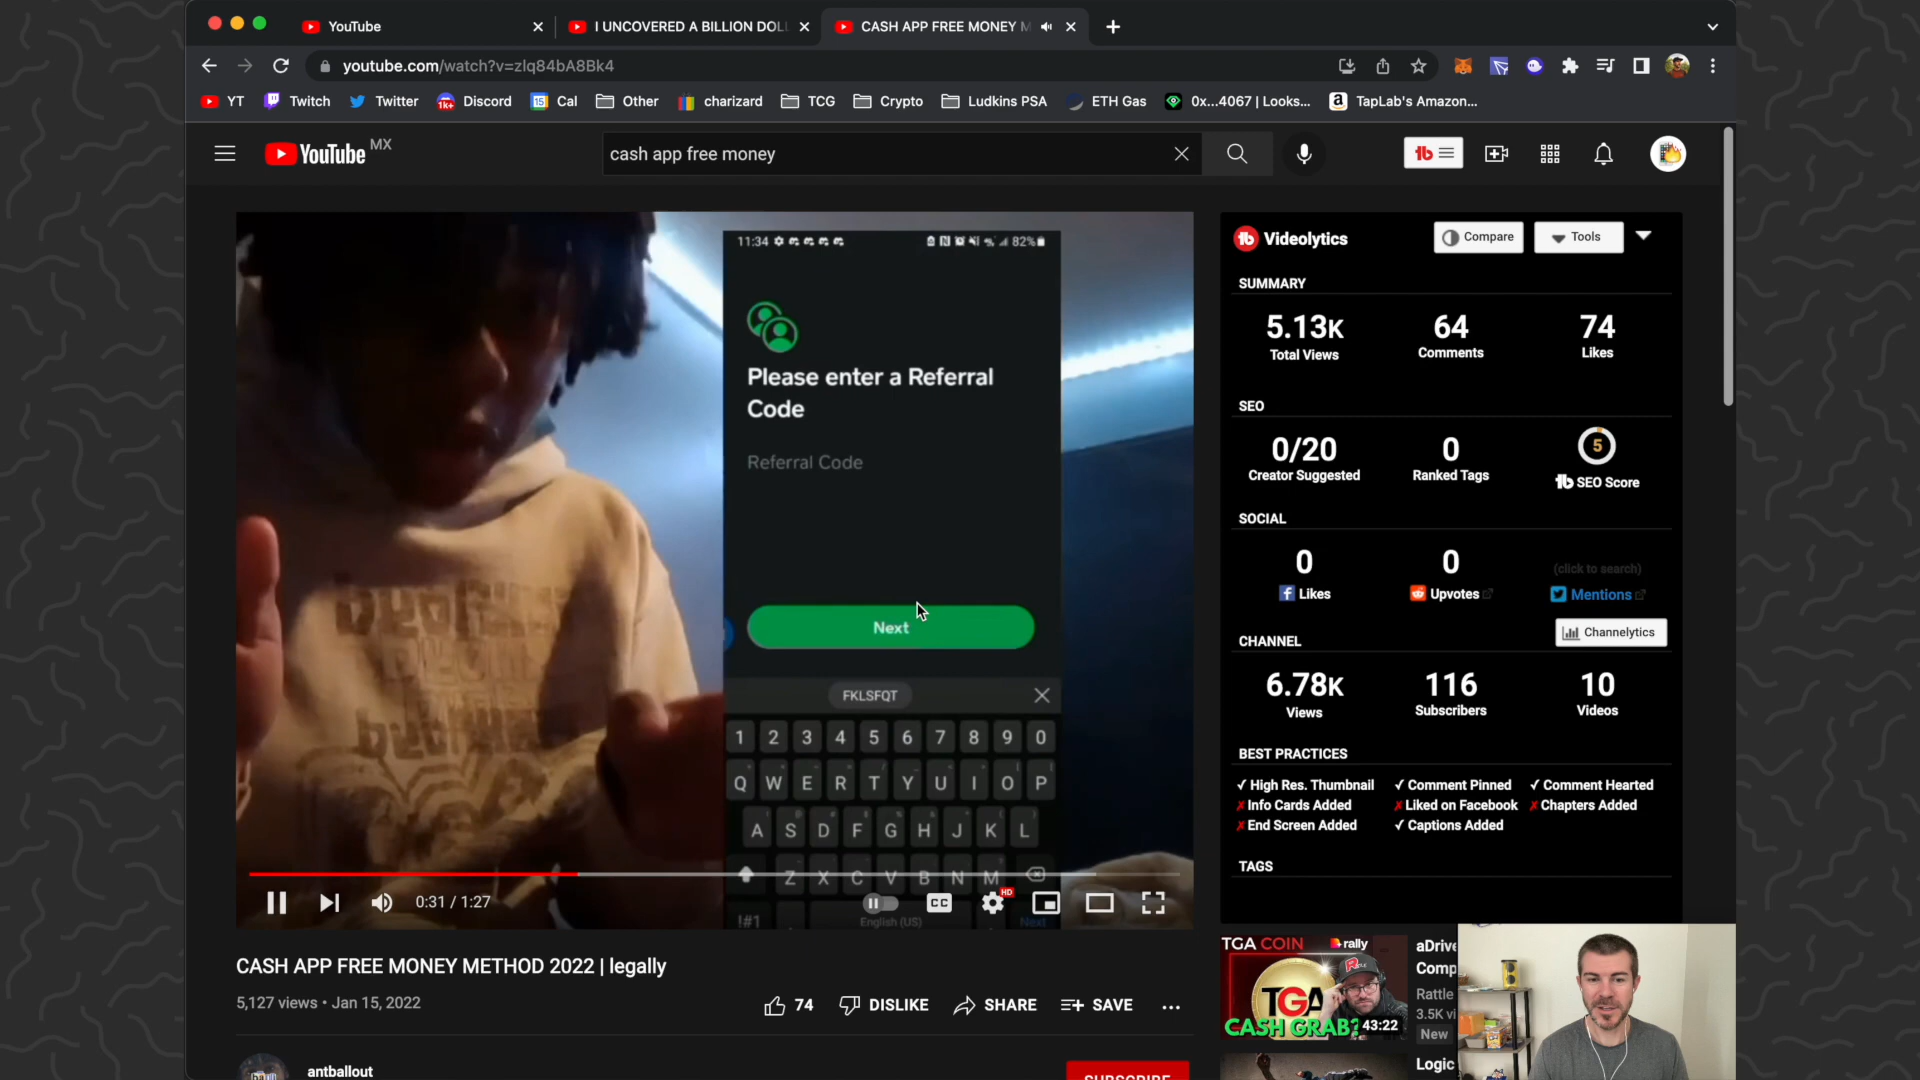 YouTube
I UNCOVERED A BILLION DOLL
CASH APP FREE MONEY M
youtube.com/watch?v=zlq84bA8Bk4
YT
Twitch
Twitter
Discord
Cal
Other
charizard
TCG
Crypto
Ludkins PSA
ETH Gas
0x...4067 | Looks...
TapLab's Amazon...
YouTube MX
cash app free money
11:34
82%
Please enter a Referral
Code
Referral Code
Next
FKLSFQT
1 2 3 4 5 6 7 8 9 0
Q W E R T Y U I O P
A S D F G H J K L
Z X C V B N M
!#1
English (US)
Next
0:31 / 1:27
CC
HD
CASH APP FREE MONEY METHOD 2022 | legally
5,127 views • Jan 15, 2022
74
DISLIKE
SHARE
SAVE
antballout
SUBSCRIBE
Videolytics
Compare
Tools
SUMMARY
5.13K
64
74
Total Views
Comments
Likes
SEO
0/20
0
5
Creator Suggested
Ranked Tags
SEO Score
SOCIAL
0
0
(click to search)
Likes
Upvotes
Mentions
Channelytics
CHANNEL
6.78K
116
10
Views
Subscribers
Videos
BEST PRACTICES
✓ High Res. Thumbnail
✓ Comment Pinned
✓ Comment Hearted
✗ Info Cards Added
✗ Liked on Facebook
✗ Chapters Added
✗ End Screen Added
✓ Captions Added
TAGS
TGA COIN
rally
TGA
CASH GRAB?
43:22
aDrive
Comp
Rattle
3.5K vi
New
Logic